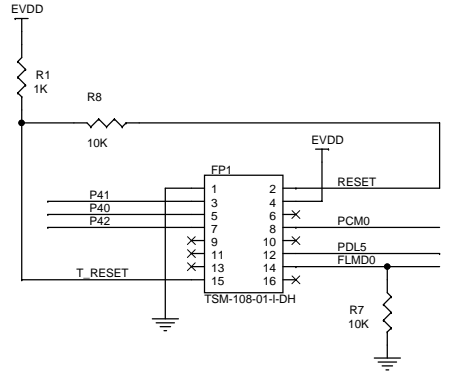 EVDD
R1
1K
R8
10K
EVDD
FP1
1 2 RESET
3 4
P41
P40
5 6
P42
7 8 PCM0
9 10
11 12 PDL5
13 14 FLMD0
T_RESET 15 16
TSM-108-01-I-DH
R7
10K